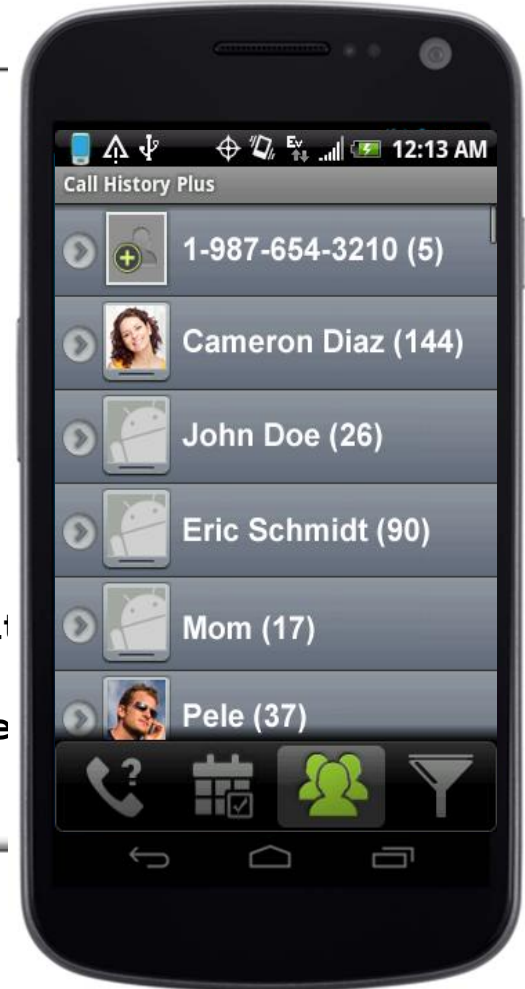 Ev
12:13 AM
Call History Plus
1-987-654-3210 (5)
Cameron Diaz (144)
John Doe (26)
Eric Schmidt (90)
Mom (17)
Pele (37)
?